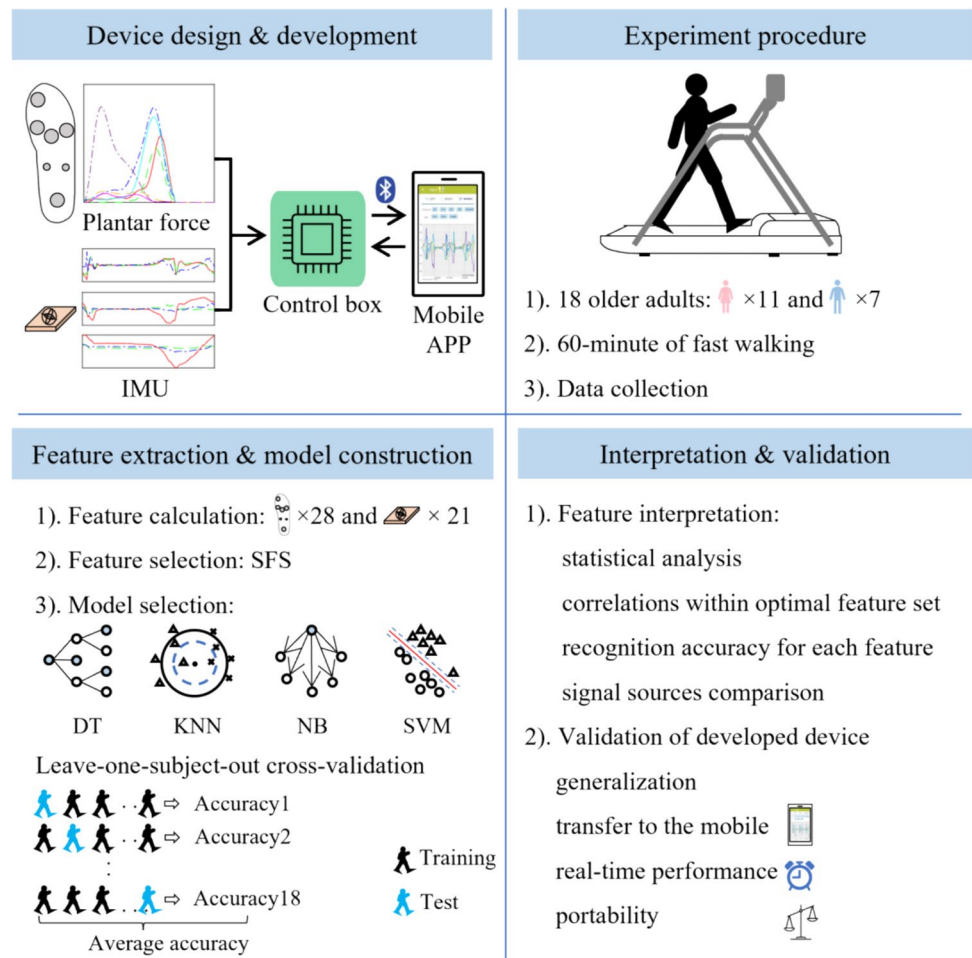 Device design & development
Plantar force
IMU
Control box
Mobile
APP
Experiment procedure
1). 18 older adults: ×11 and ×7
2). 60-minute of fast walking
3). Data collection
Feature extraction & model construction
1). Feature calculation: ×28 and × 21
2). Feature selection: SFS
3). Model selection:
DT KNN NB SVM
Leave-one-subject-out cross-validation
Accuracy1
Accuracy2
Accuracy18
Average accuracy
Training
Test
Interpretation & validation
1). Feature interpretation:
statistical analysis
correlations within optimal feature set
recognition accuracy for each feature
signal sources comparison
2). Validation of developed device
generalization
transfer to the mobile
real-time performance
portability